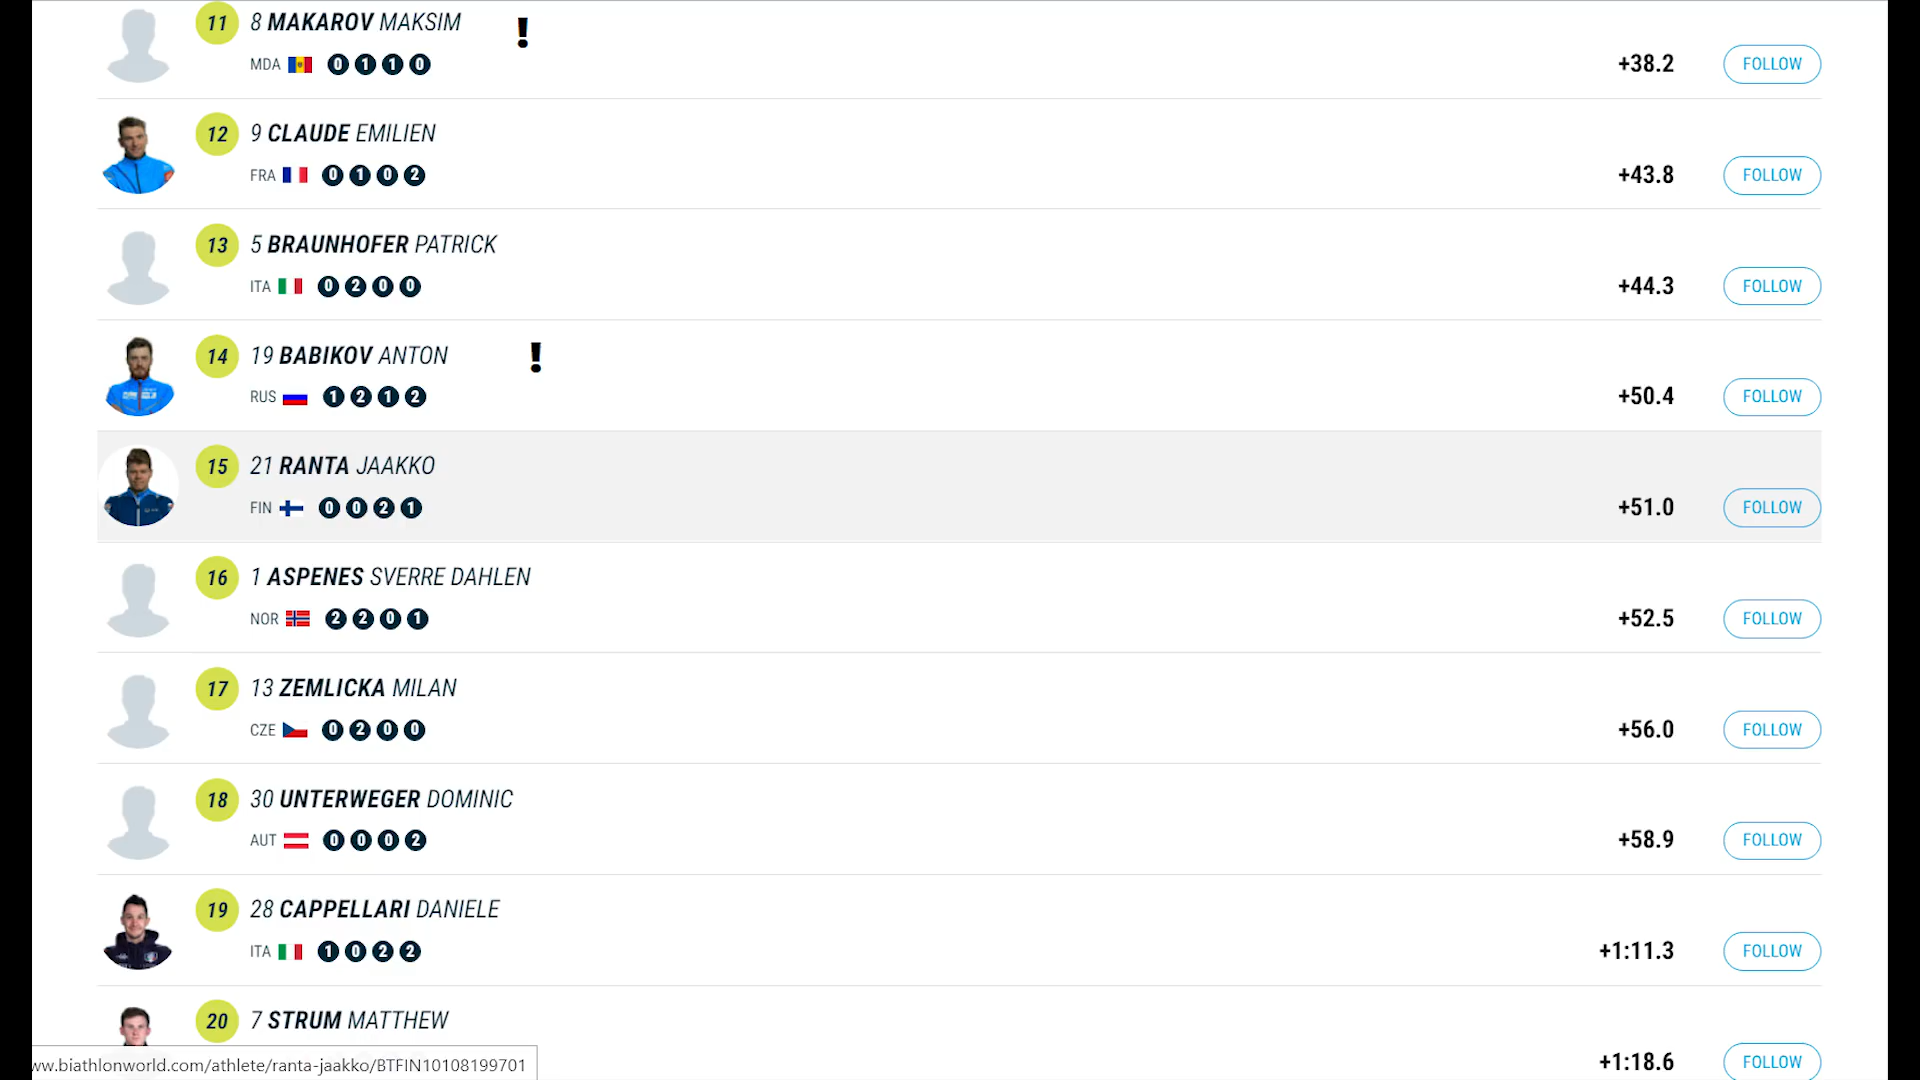 11 8 MAKAROV MAKSIM !
MDA 0 1 1 0 +38.2 FOLLOW
12 9 CLAUDE EMILIEN
FRA 0 1 0 2 +43.8 FOLLOW
13 5 BRAUNHOFER PATRICK
ITA 0 2 0 0 +44.3 FOLLOW
14 19 BABIKOV ANTON !
RUS 1 2 1 2 +50.4 FOLLOW
15 21 RANTA JAAKKO
FIN 0 0 2 1 +51.0 FOLLOW
16 1 ASPENES SVERRE DAHLEN
NOR 2 2 0 1 +52.5 FOLLOW
17 13 ZEMLICKA MILAN
CZE 0 2 0 0 +56.0 FOLLOW
18 30 UNTERWEGER DOMINIC
AUT 0 0 0 2 +58.9 FOLLOW
19 28 CAPPELLARI DANIELE
ITA 1 0 2 2 +1:11.3 FOLLOW
20 7 STRUM MATTHEW
+1:18.6 FOLLOW
ww.biathlonworld.com/athlete/ranta-jaakko/BTFIN10108199701